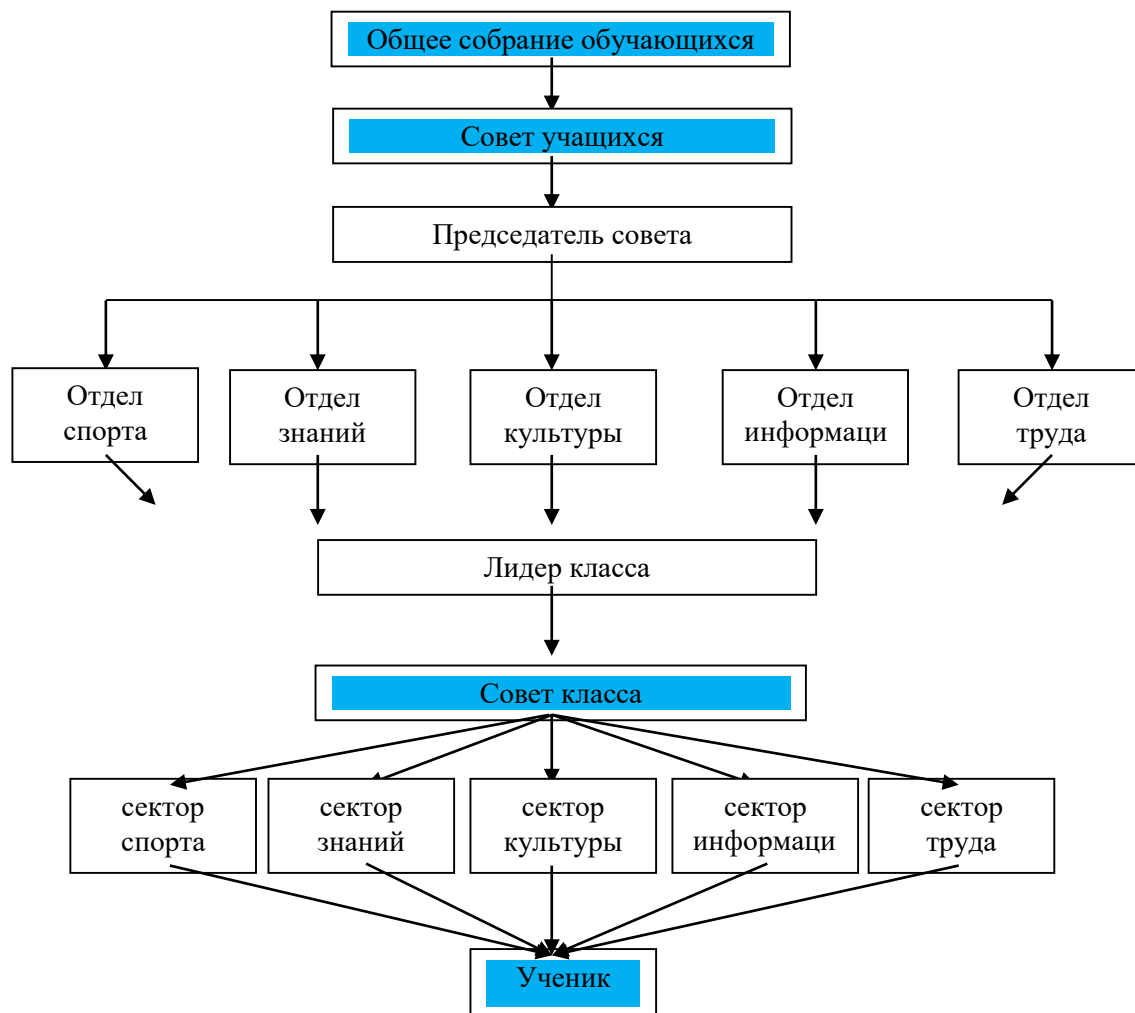 Общее собрание обучающихся
Совет учащихся
Председатель совета
Отдел
спорта
Отдел
знаний
Отдел
культуры
Отдел
информаци
Отдел
труда
Лидер класса
Совет класса
сектор
спорта
сектор
знаний
сектор
культуры
сектор
информаци
сектор
труда
Ученик